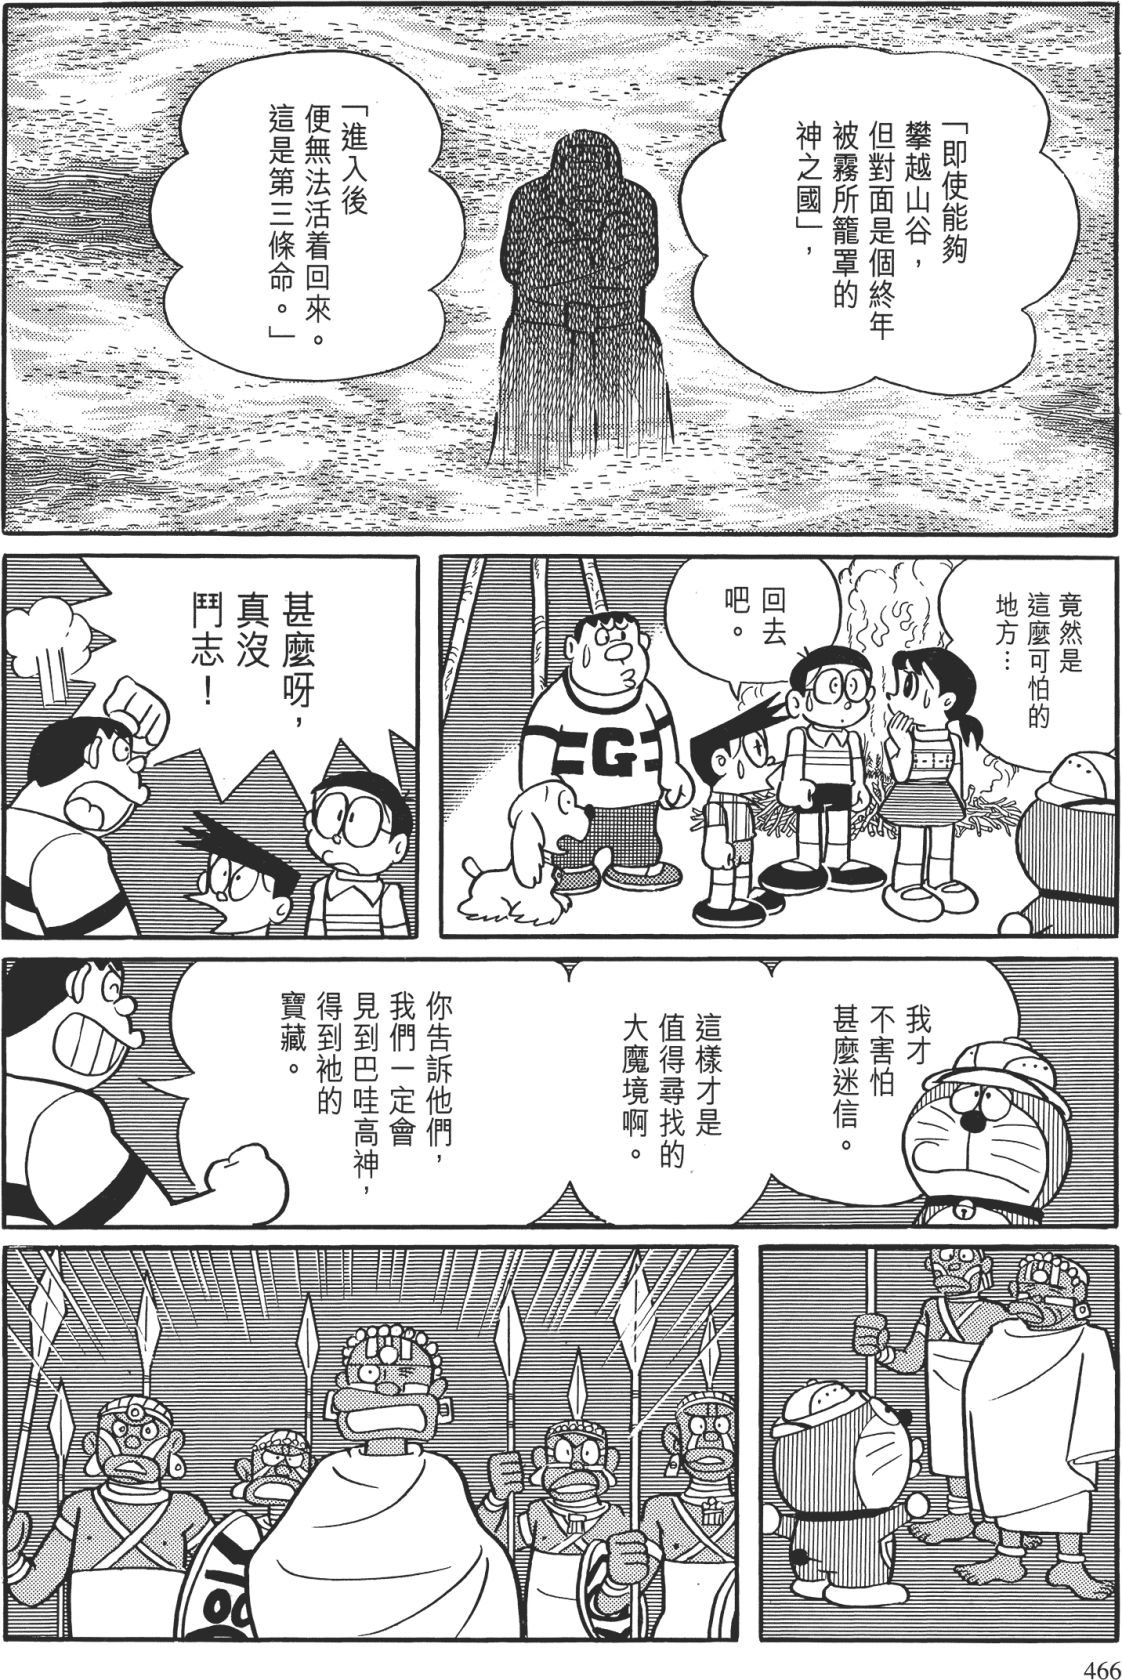 「即使能夠
攀越山谷，
但對面是個終年
被霧所籠罩的
神之國」，
「進入後
便無法活着回來。
這是第三條命。」
竟然是
這麼可怕的
地方…
回去
吧。
G
甚麼呀，
真沒
鬥志！
我才
不害怕
甚麼迷信。
這樣才是
值得尋找的
大魔境啊。
你告訴他們，
我們一定會
見到巴哇高神，
得到祂的
寶藏。
466